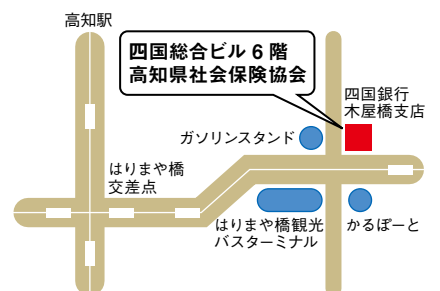 高知駅
四国総合ビル6階
高知県社会保険協会
四国銀行
木屋橋支店
ガソリンスタンド
はりまや橋
交差点
はりまや橋観光
バスターミナル
かるぽーと